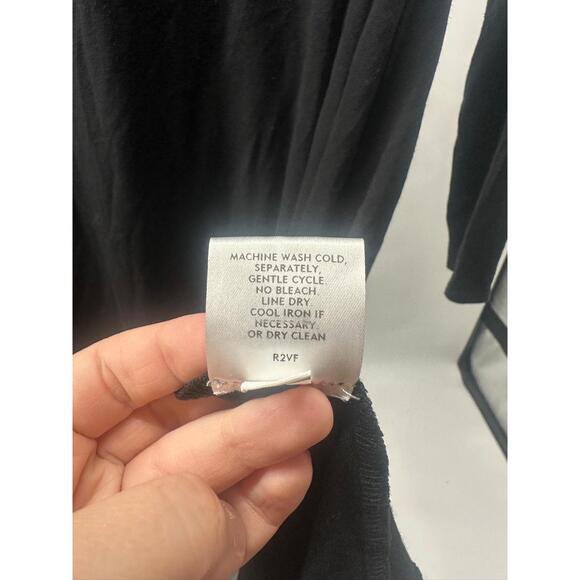 MACHINE WASH COLD,
SEPARATELY,
GENTLE CYCLE.
NO BLEACH.
LINE DRY.
COOL IRON IF
NECESSARY.
OR DRY CLEAN
R2VF